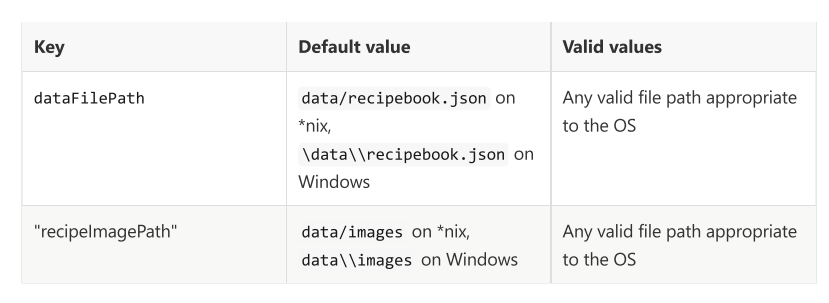 Key Default value Valid values
dataFilePath data/recipebook.json on Any valid file path appropriate
*nix, to the OS
\data\\recipebook.json on
Windows
"recipeImagePath" data/images on *nix, Any valid file path appropriate
data\\images on Windows to the OS